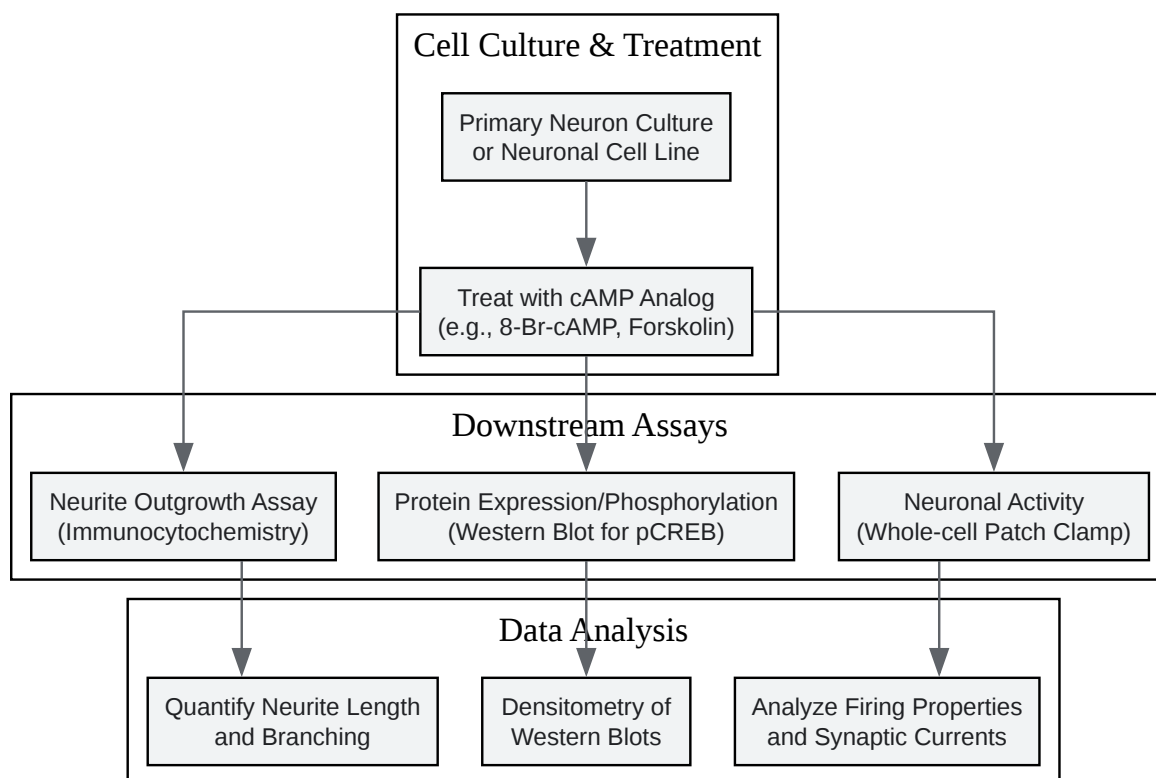 Cell Culture & Treatment
Primary Neuron Culture
or Neuronal Cell Line
Treat with cAMP Analog
(e.g., 8-Br-cAMP, Forskolin)
Downstream Assays
Neurite Outgrowth Assay
(Immunocytochemistry)
Protein Expression/Phosphorylation
(Western Blot for pCREB)
Neuronal Activity
(Whole-cell Patch Clamp)
Data Analysis
Quantify Neurite Length
and Branching
Densitometry of
Western Blots
Analyze Firing Properties
and Synaptic Currents